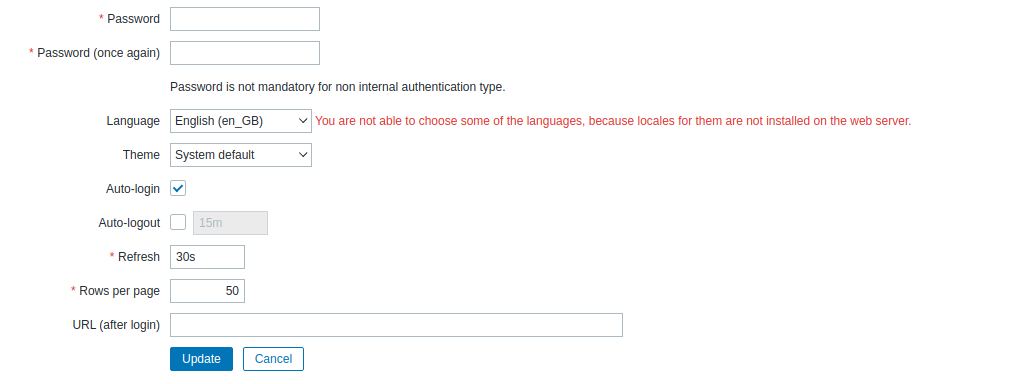 * Password
* Password (once again)
Password is not mandatory for non internal authentication type.
Language English (en_GB) You are not able to choose some of the languages, because locales for them are not installed on the web server.
Theme System default
Auto-login
Auto-logout 15m
* Refresh 30s
* Rows per page 50
URL (after login)
Update Cancel